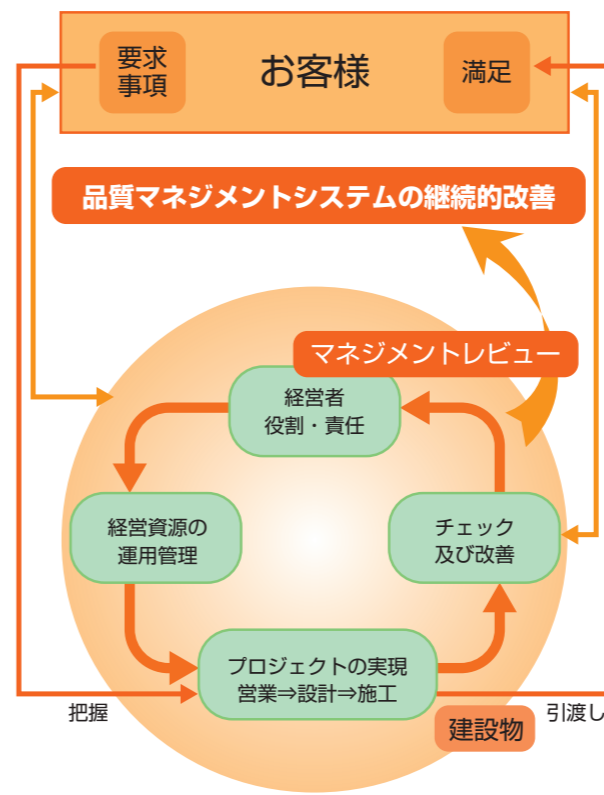 要求
事項
お客様
満足
品質マネジメントシステムの継続的改善
マネジメントレビュー
経営者
役割・責任
経営資源の
運用管理
チェック
及び改善
プロジェクトの実現
営業⇒設計⇒施工
把握
建設物
引渡し